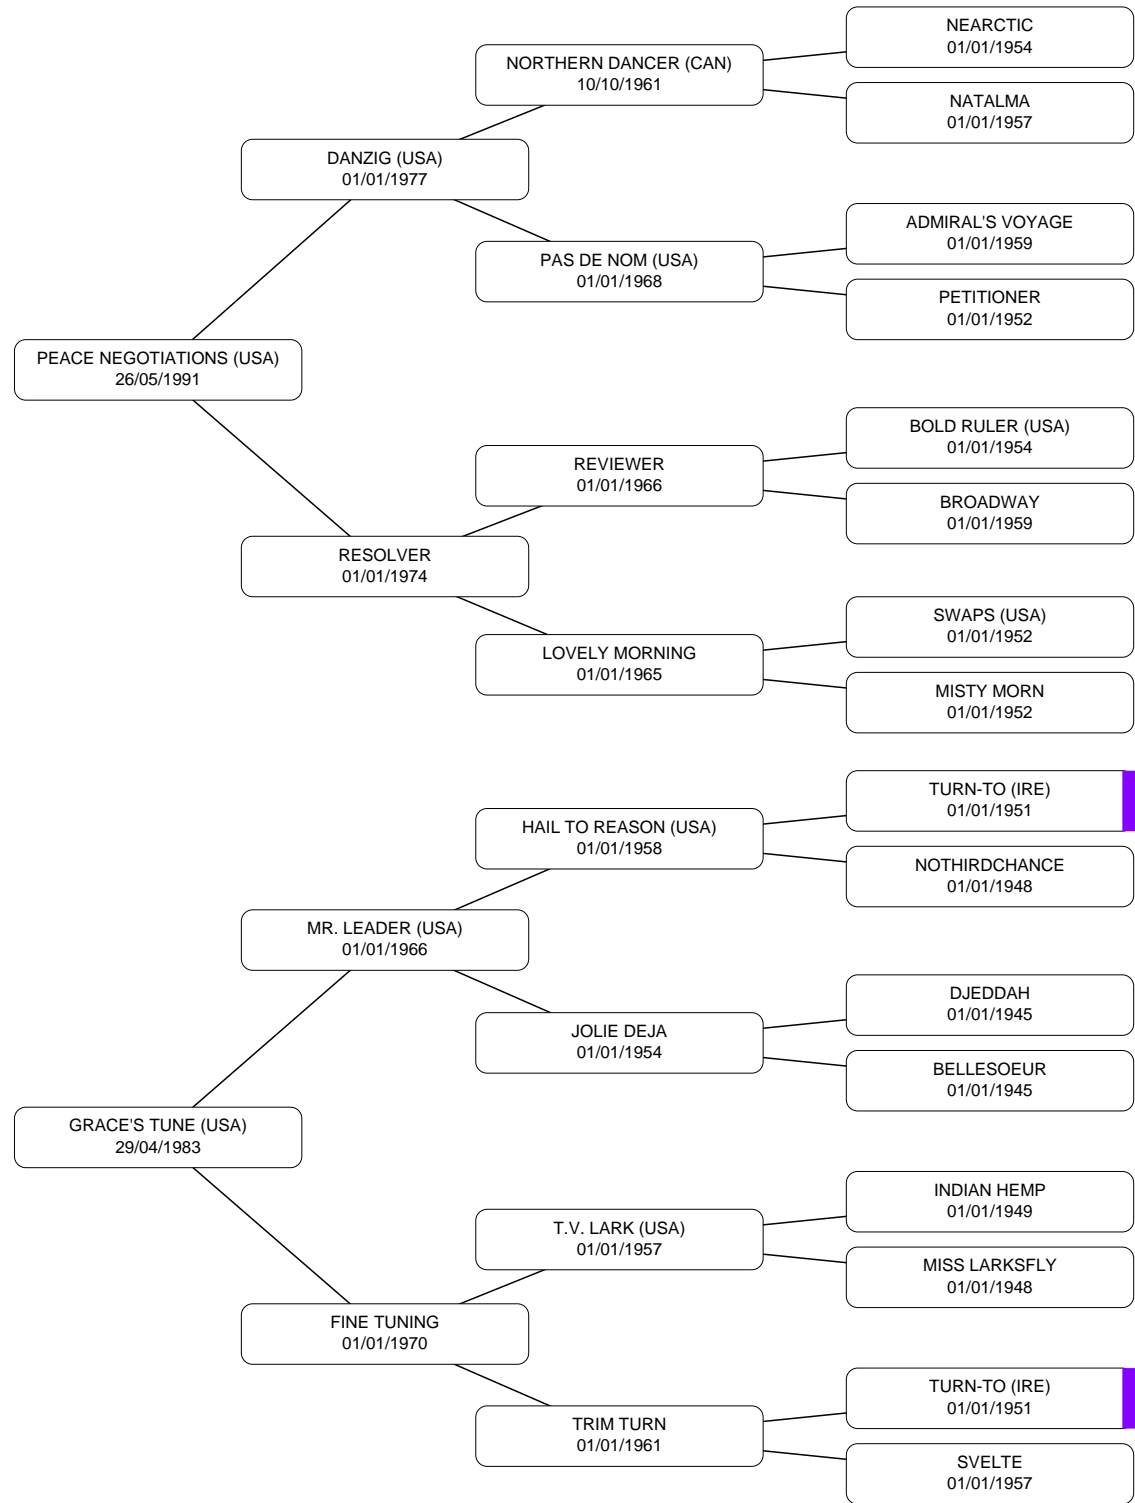 NEARCTIC
01/01/1954
NORTHERN DANCER (CAN)
10/10/1961
NATALMA
01/01/1957
DANZIG (USA)
01/01/1977
ADMIRAL'S VOYAGE
01/01/1959
PAS DE NOM (USA)
01/01/1968
PETITIONER
01/01/1952
PEACE NEGOTIATIONS (USA)
26/05/1991
BOLD RULER (USA)
01/01/1954
REVIEWER
01/01/1966
BROADWAY
01/01/1959
RESOLVER
01/01/1974
SWAPS (USA)
01/01/1952
LOVELY MORNING
01/01/1965
MISTY MORN
01/01/1952
TURN-TO (IRE)
01/01/1951
HAIL TO REASON (USA)
01/01/1958
NOTHIRDCHANCE
01/01/1948
MR. LEADER (USA)
01/01/1966
DJEDDAH
01/01/1945
JOLIE DEJA
01/01/1954
BELLESOEUR
01/01/1945
GRACE'S TUNE (USA)
29/04/1983
INDIAN HEMP
01/01/1949
T.V. LARK (USA)
01/01/1957
MISS LARKSFLY
01/01/1948
FINE TUNING
01/01/1970
TURN-TO (IRE)
01/01/1951
TRIM TURN
01/01/1961
SVELTE
01/01/1957